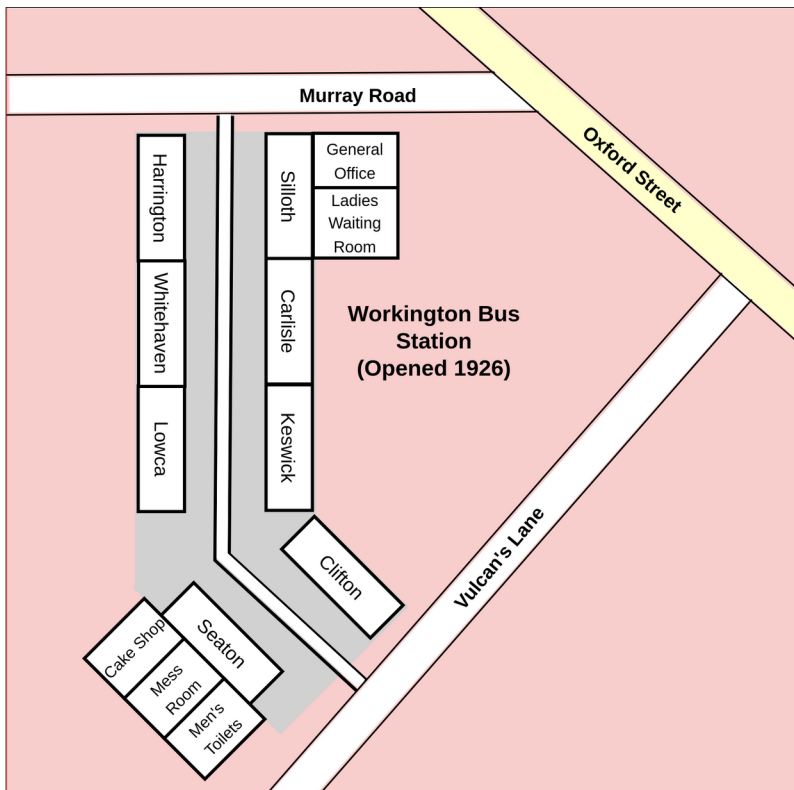 Murray Road
Oxford Street
Harrington
Silloth
General
Office
Ladies
Waiting
Room
Whitehaven
Carlisle
Workington Bus
Station
(Opened 1926)
Lowca
Keswick
Vulcan's Lane
Clifton
Seaton
Cake Shop
Mess
Room
Men's
Toilets